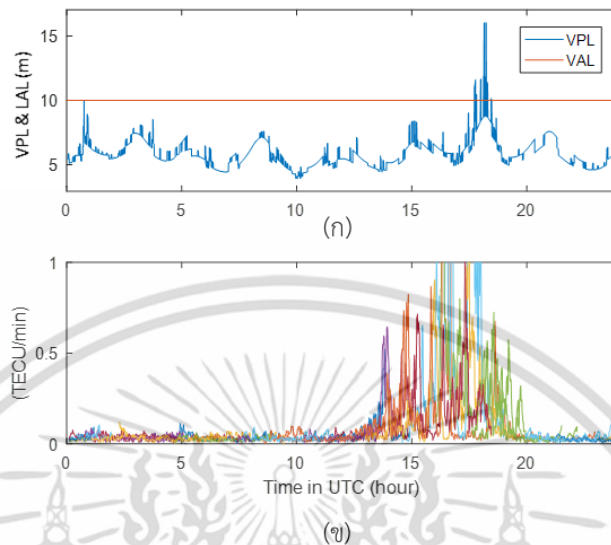 15
10
5
VPL & LAL (m)
VPL
VAL
0 5 10 15 20
(ก)
1
0.5
0
(TECU/min)
0 5 10 15 20
Time in UTC (hour)
(ข)